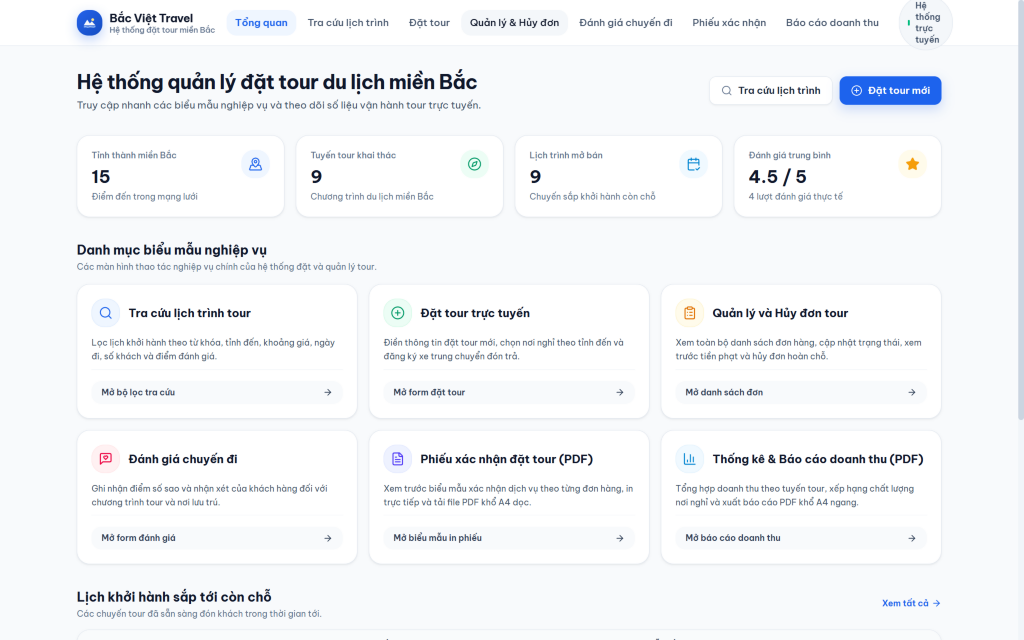 Bắc Việt Travel
Hệ thống đặt tour miền Bắc
Tổng quan
Tra cứu lịch trình
Đặt tour
Quản lý & Hủy đơn
Đánh giá chuyến đi
Phiếu xác nhận
Báo cáo doanh thu
Hệ
thống
trực
tuyến
Hệ thống quản lý đặt tour du lịch miền Bắc
Truy cập nhanh các biểu mẫu nghiệp vụ và theo dõi số liệu vận hành tour trực tuyến.
Tra cứu lịch trình
Đặt tour mới
Tỉnh thành miền Bắc
15
Điểm đến trong mạng lưới
Tuyến tour khai thác
9
Chương trình du lịch miền Bắc
Lịch trình mở bán
9
Chuyến sắp khởi hành còn chỗ
Đánh giá trung bình
4.5 / 5
4 lượt đánh giá thực tế
Danh mục biểu mẫu nghiệp vụ
Các màn hình thao tác nghiệp vụ chính của hệ thống đặt và quản lý tour.
Tra cứu lịch trình tour
Lọc lịch khởi hành theo từ khóa, tỉnh đến, khoảng giá, ngày
đi, số khách và điểm đánh giá.
Mở bộ lọc tra cứu
Đặt tour trực tuyến
Điền thông tin đặt tour mới, chọn nơi nghỉ theo tỉnh đến và
đăng ký xe trung chuyển đón trả.
Mở form đặt tour
Quản lý và Hủy đơn tour
Xem toàn bộ danh sách đơn hàng, cập nhật trạng thái, xem
trước tiền phạt và hủy đơn hoàn chỗ.
Mở danh sách đơn
Đánh giá chuyến đi
Ghi nhận điểm số sao và nhận xét của khách hàng đối với
chương trình tour và nơi lưu trú.
Mở form đánh giá
Phiếu xác nhận đặt tour (PDF)
Xem trước biểu mẫu xác nhận dịch vụ theo từng đơn hàng, in
trực tiếp và tải file PDF khổ A4 dọc.
Mở biểu mẫu in phiếu
Thống kê & Báo cáo doanh thu (PDF)
Tổng hợp doanh thu theo tuyến tour, xếp hạng chất lượng
nơi nghỉ và xuất báo cáo PDF khổ A4 ngang.
Mở báo cáo doanh thu
Lịch khởi hành sắp tới còn chỗ
Các chuyến tour đã sẵn sàng đón khách trong thời gian tới.
Xem tất cả